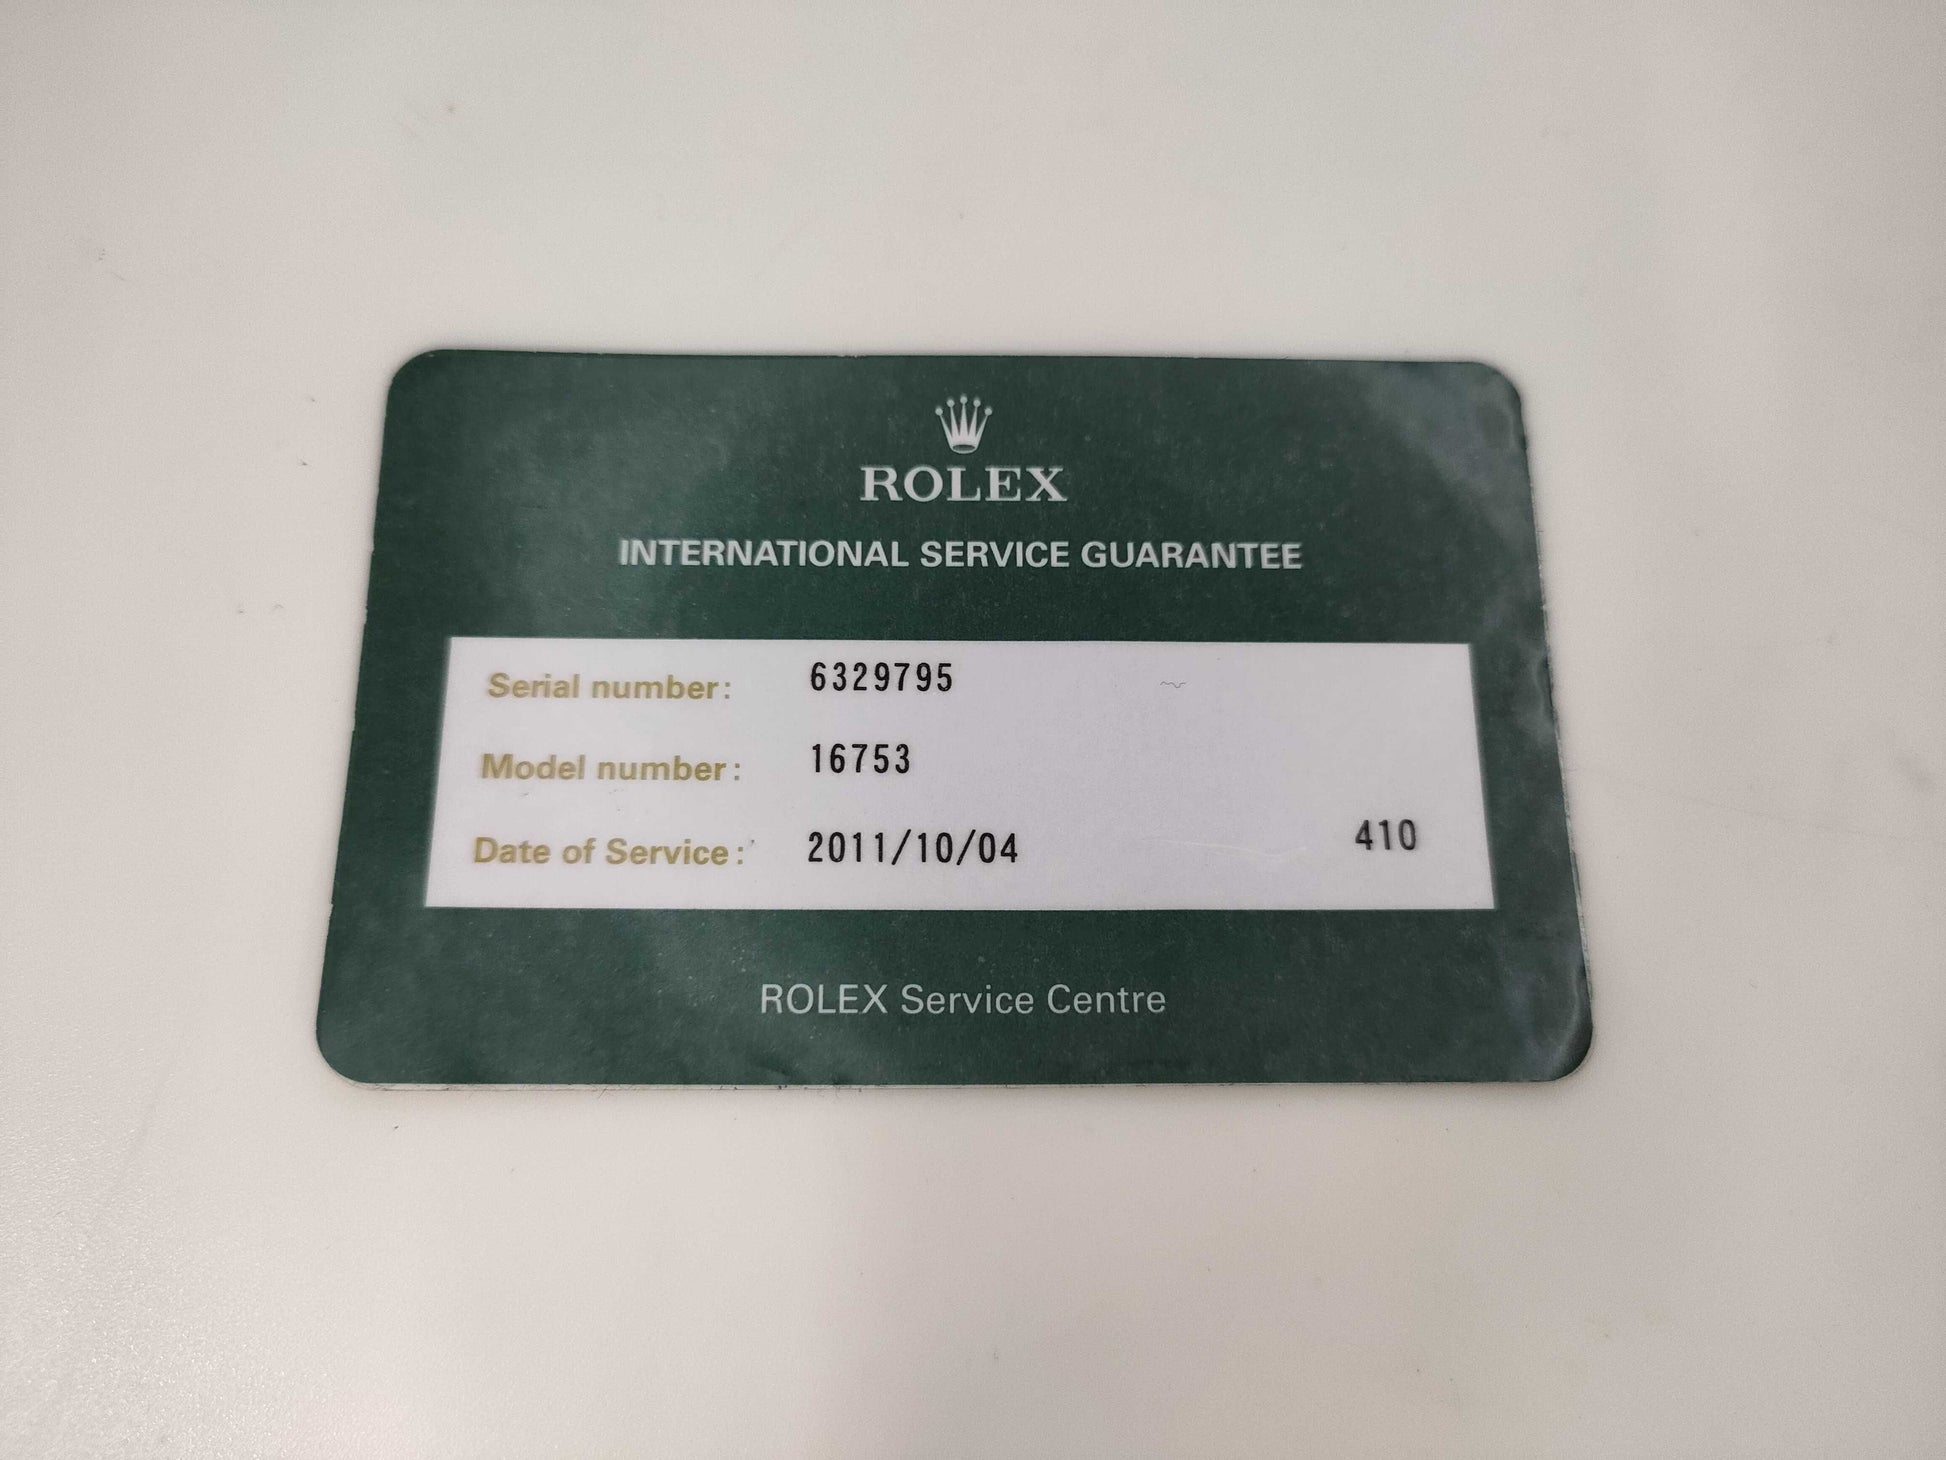 ROLEX
INTERNATIONAL SERVICE GUARANTEE
Serial number: 6329795
Model number: 16753
Date of Service: 2011/10/04 410
ROLEX Service Centre